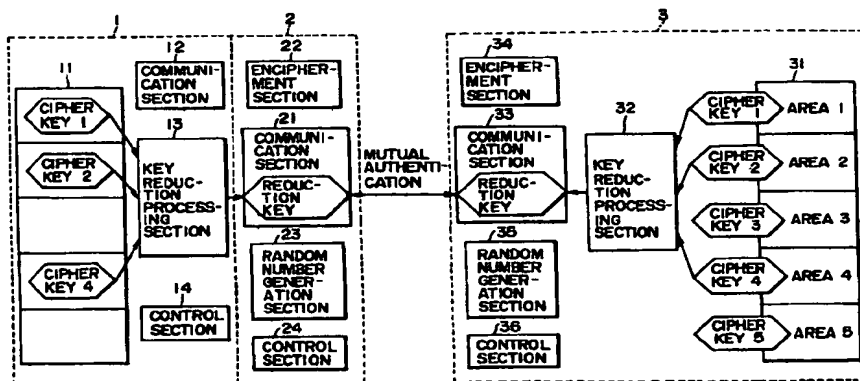 1
2
3
11
CIPHER
KEY 1
CIPHER
KEY 2
CIPHER
KEY 4
12
COMMUNI-
CATION
SECTION
13
KEY
REDUC-
TION
PROCESS-
ING
SECTION
14
CONTROL
SECTION
22
ENCIPHER-
MENT
SECTION
21
COMMUNI-
CATION
SECTION
REDUC-
TION
KEY
23
RANDOM
NUMBER
GENER-
ATION
SECTION
24
CONTROL
SECTION
MUTUAL
AUTHENTI-
CATION
34
ENCIPHER-
MENT
SECTION
33
COMMUNI-
CATION
SECTION
REDUC-
TION
KEY
35
RANDOM
NUMBER
GENER-
ATION
SECTION
36
CONTROL
SECTION
32
KEY
REDUC-
TION
PROCES-
SING
SECTION
31
CIPHER
KEY 1
AREA 1
CIPHER
KEY 2
AREA 2
CIPHER
KEY 3
AREA 3
CIPHER
KEY 4
AREA 4
CIPHER
KEY 5
AREA 5